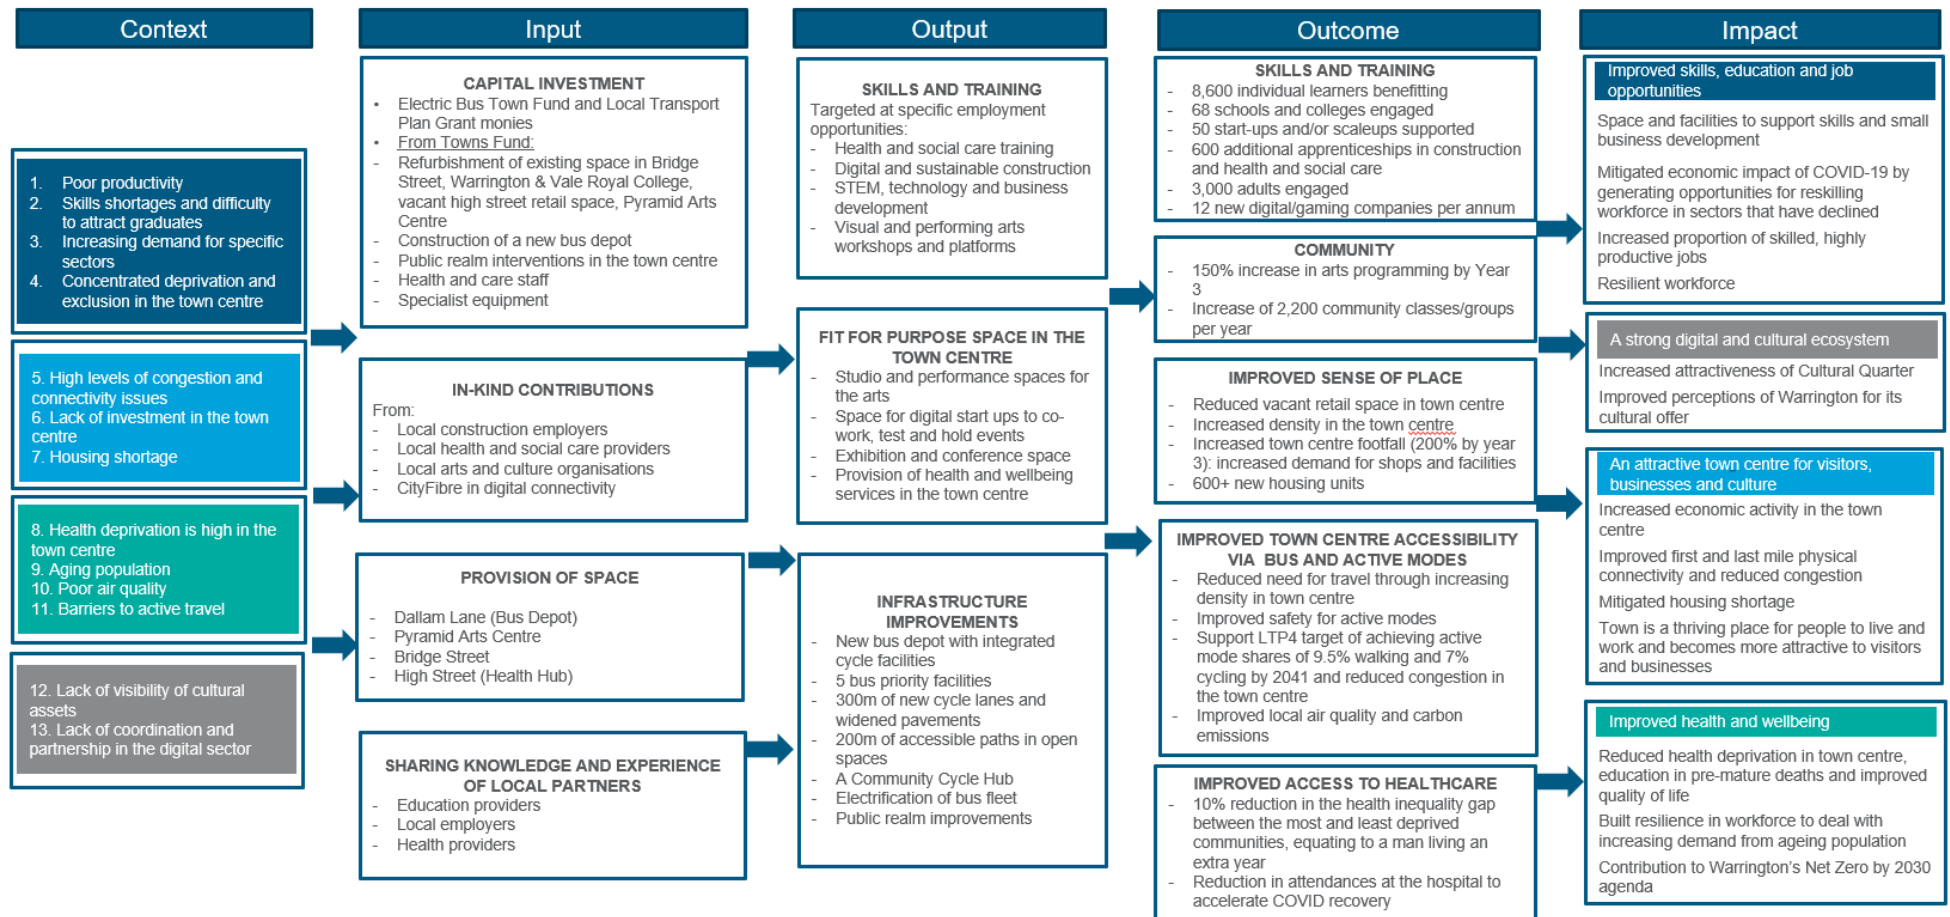 Context
Input
Output
Outcome
Impact
1. Poor productivity
2. Skills shortages and difficulty
to attract graduates
3. Increasing demand for specific
sectors
4. Concentrated deprivation and
exclusion in the town centre
5. High levels of congestion and
connectivity issues
6. Lack of investment in the town
centre
7. Housing shortage
8. Health deprivation is high in the
town centre
9. Aging population
10. Poor air quality
11. Barriers to active travel
12. Lack of visibility of cultural
assets
13. Lack of coordination and
partnership in the digital sector
CAPITAL INVESTMENT
• Electric Bus Town Fund and Local Transport
Plan Grant monies
• From Towns Fund:
- Refurbishment of existing space in Bridge
Street, Warrington & Vale Royal College,
vacant high street retail space, Pyramid Arts
Centre
- Construction of a new bus depot
- Public realm interventions in the town centre
- Health and care staff
- Specialist equipment
IN-KIND CONTRIBUTIONS
From:
- Local construction employers
- Local health and social care providers
- Local arts and culture organisations
- CityFibre in digital connectivity
PROVISION OF SPACE
- Dallam Lane (Bus Depot)
- Pyramid Arts Centre
- Bridge Street
- High Street (Health Hub)
SHARING KNOWLEDGE AND EXPERIENCE
OF LOCAL PARTNERS
- Education providers
- Local employers
- Health providers
SKILLS AND TRAINING
Targeted at specific employment
opportunities:
- Health and social care training
- Digital and sustainable construction
- STEM, technology and business
development
- Visual and performing arts
workshops and platforms
FIT FOR PURPOSE SPACE IN THE
TOWN CENTRE
- Studio and performance spaces for
the arts
- Space for digital start ups to co-
work, test and hold events
- Exhibition and conference space
- Provision of health and wellbeing
services in the town centre
INFRASTRUCTURE
IMPROVEMENTS
- New bus depot with integrated
cycle facilities
- 5 bus priority facilities
- 300m of new cycle lanes and
widened pavements
- 200m of accessible paths in open
spaces
- A Community Cycle Hub
- Electrification of bus fleet
- Public realm improvements
SKILLS AND TRAINING
- 8,600 individual learners benefitting
- 68 schools and colleges engaged
- 50 start-ups and/or scaleups supported
- 600 additional apprenticeships in construction
and health and social care
- 3,000 adults engaged
- 12 new digital/gaming companies per annum
COMMUNITY
- 150% increase in arts programming by Year
3
- Increase of 2,200 community classes/groups
per year
IMPROVED SENSE OF PLACE
- Reduced vacant retail space in town centre
- Increased density in the town centre
- Increased town centre footfall (200% by year
3): increased demand for shops and facilities
- 600+ new housing units
IMPROVED TOWN CENTRE ACCESSIBILITY
VIA BUS AND ACTIVE MODES
- Reduced need for travel through increasing
density in town centre
- Improved safety for active modes
- Support LTP4 target of achieving active
mode shares of 9.5% walking and 7%
cycling by 2041 and reduced congestion in
the town centre
- Improved local air quality and carbon
emissions
IMPROVED ACCESS TO HEALTHCARE
- 10% reduction in the health inequality gap
between the most and least deprived
communities, equating to a man living an
extra year
- Reduction in attendances at the hospital to
accelerate COVID recovery
Improved skills, education and job
opportunities
Space and facilities to support skills and small
business development
Mitigated economic impact of COVID-19 by
generating opportunities for reskilling
workforce in sectors that have declined
Increased proportion of skilled, highly
productive jobs
Resilient workforce
A strong digital and cultural ecosystem
Increased attractiveness of Cultural Quarter
Improved perceptions of Warrington for its
cultural offer
An attractive town centre for visitors,
businesses and culture
Increased economic activity in the town
centre
Improved first and last mile physical
connectivity and reduced congestion
Mitigated housing shortage
Town is a thriving place for people to live and
work and becomes more attractive to visitors
and businesses
Improved health and wellbeing
Reduced health deprivation in town centre,
education in pre-mature deaths and improved
quality of life
Built resilience in workforce to deal with
increasing demand from ageing population
Contribution to Warrington's Net Zero by 2030
agenda